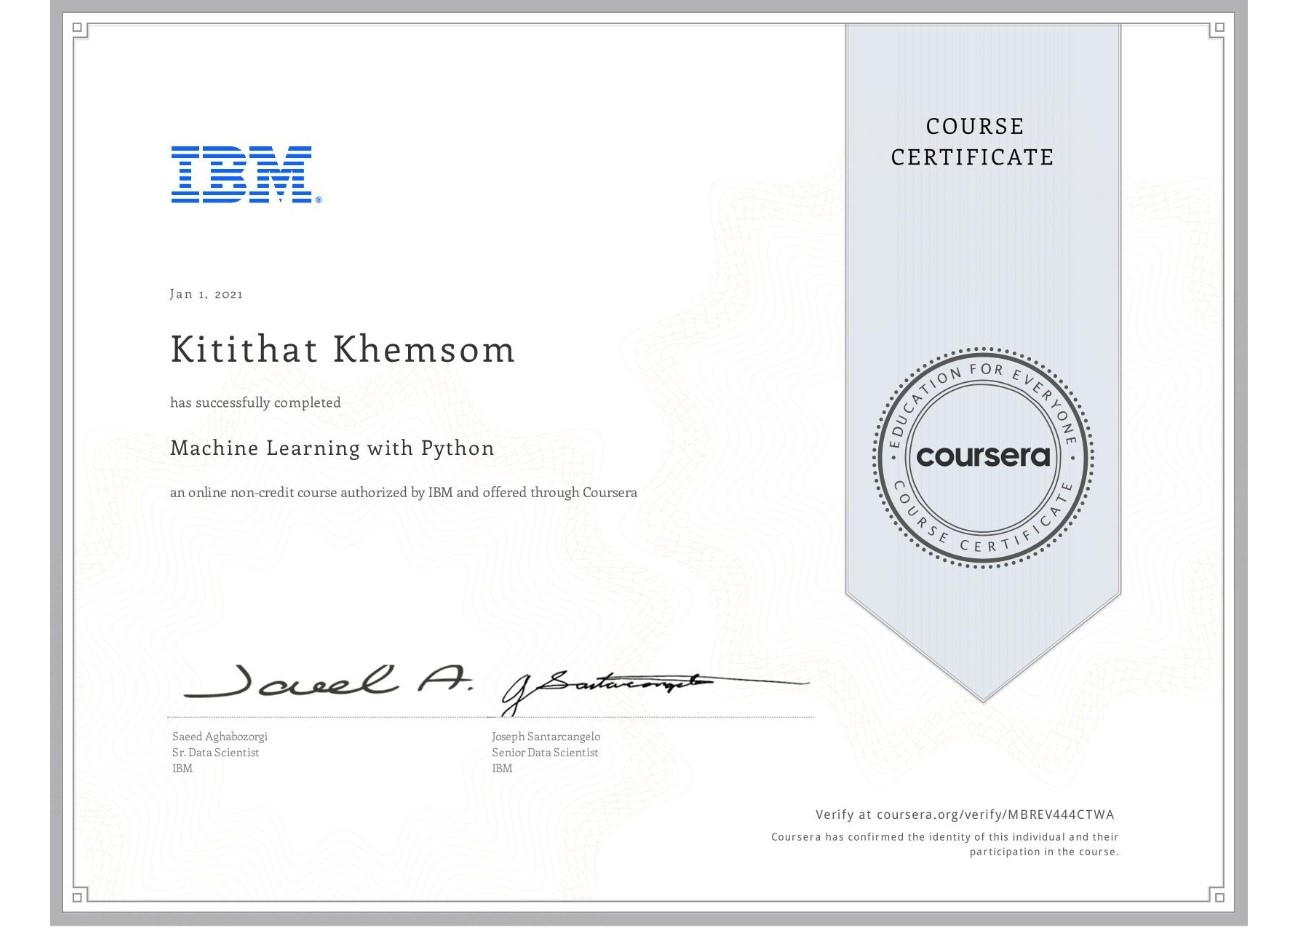 COURSE
CERTIFICATE
IBM®
Jan 1, 2021
Kitithat Khemsom
has successfully completed
Machine Learning with Python
an online non-credit course authorized by IBM and offered through Coursera
EDUCATION FOR EVERYONE
coursera
COURSE CERTIFICATE
Saeed A.
J Santarcangelo
Saeed Aghabozorgi
Sr. Data Scientist
IBM
Joseph Santarcangelo
Senior Data Scientist
IBM
Verify at coursera.org/verify/MBREV444CTWA
Coursera has confirmed the identity of this individual and their
participation in the course.